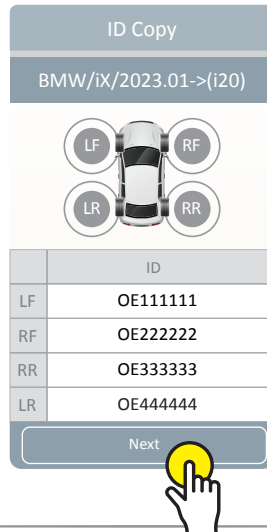 ID Copy
BMW/iX/2023.01->(i20)
LF RF
LR RR
ID
LF OE111111
RF OE222222
RR OE333333
LR OE444444
Next